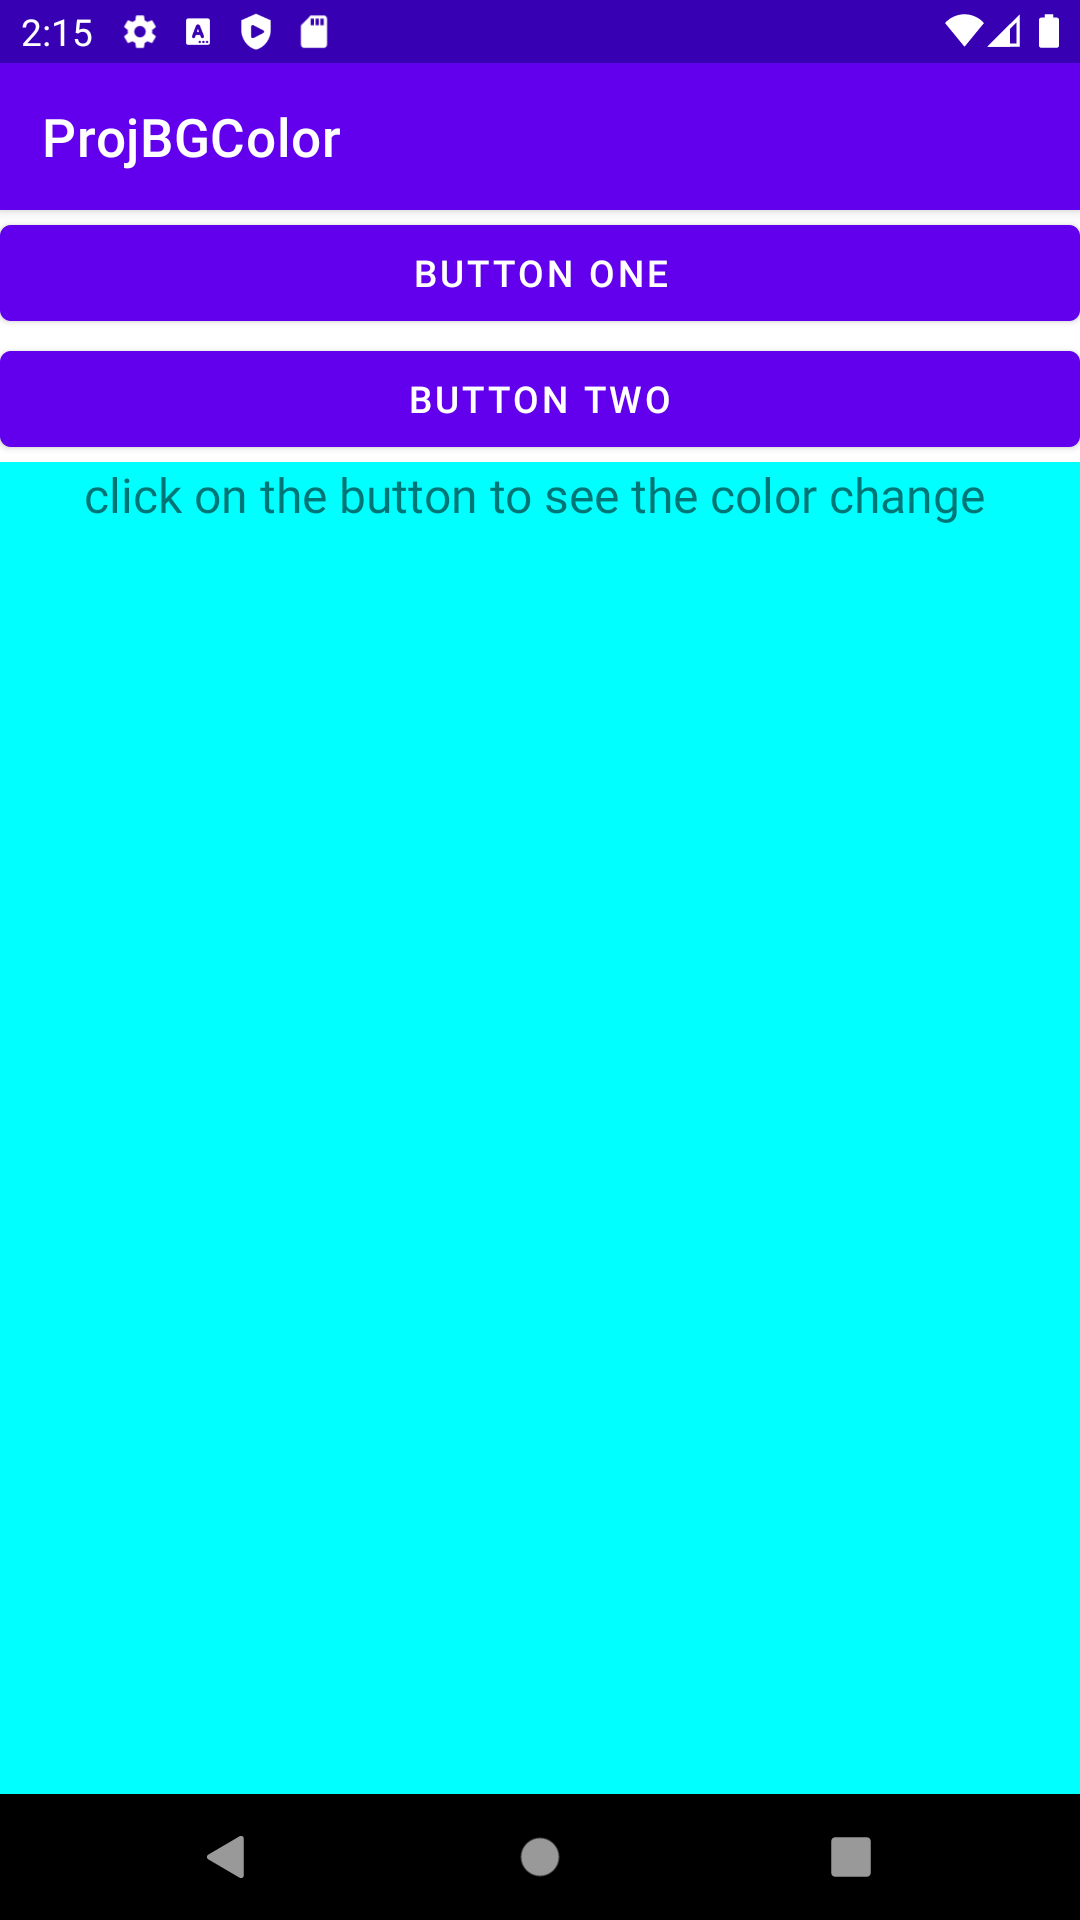 2:15
ProjBGColor
BUTTON ONE
BUTTON TWO
click on the button to see the color change